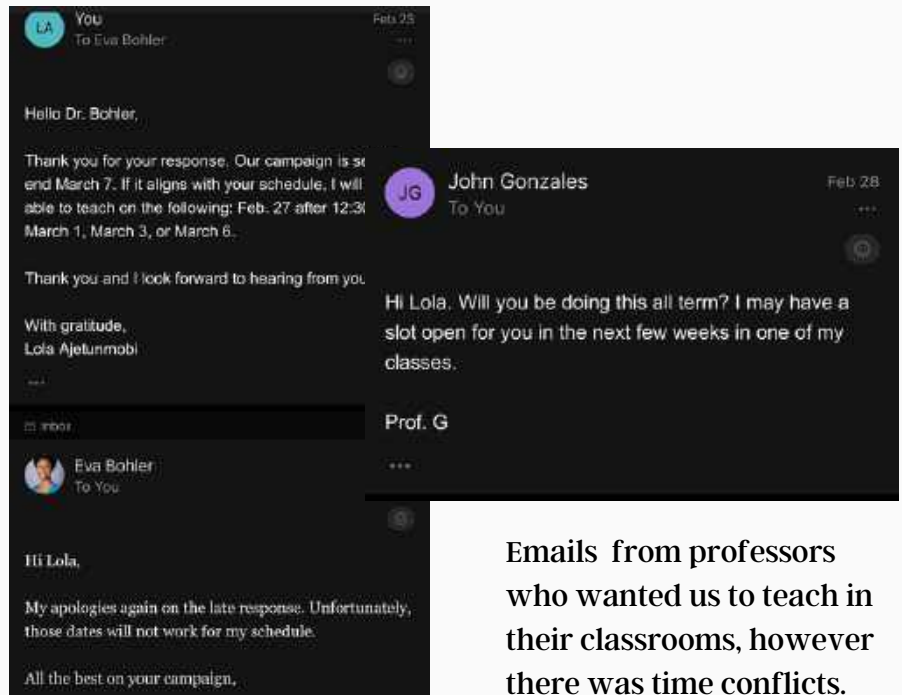 LA
You
Feb 23
To Eva Bohler
Hello Dr. Bohler,
Thank you for your response. Our campaign is
end March 7. If it aligns with your schedule, I will
able to teach on the following: Feb. 27 after
March 1, March 3, or March 6.
Thank you and I look forward to hearing from
With gratitude,
Lola Ajetunmobi
Inbox
Eva Bohler
To You
Hi Lola,
My apologies again on the late response. Unfortunately,
those dates will not work for my schedule.
All the best on your campaign,
JG
John Gonzales
Feb 28
To You
Hi Lola. Will you be doing this all term? I may have a
slot open for you in the next few weeks in one of my
classes.
Prof. G
Emails from professors
who wanted us to teach in
their classrooms, however
there was time conflicts.